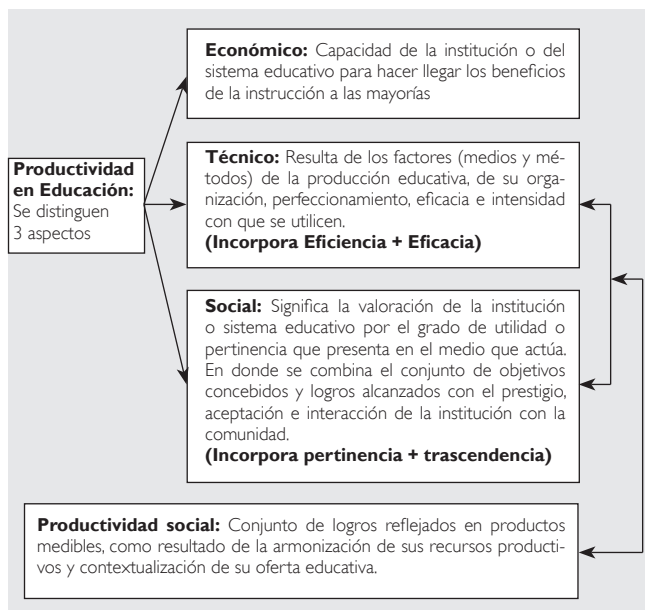 Económico: Capacidad de la institución o del
sistema educativo para hacer llegar los beneficios
de la instrucción a las mayorías
Productividad
en Educación:
Se distinguen
3 aspectos
Técnico: Resulta de los factores (medios y mé-
todos) de la producción educativa, de su orga-
nización, perfeccionamiento, eficacia e intensidad
con que se utilicen.
(Incorpora Eficiencia + Eficacia)
Social: Significa la valoración de la institución
o sistema educativo por el grado de utilidad o
pertinencia que presenta en el medio que actúa.
En donde se combina el conjunto de objetivos
concebidos y logros alcanzados con el prestigio,
aceptación e interacción de la institución con la
comunidad.
(Incorpora pertinencia + trascendencia)
Productividad social: Conjunto de logros reflejados en productos
medibles, como resultado de la armonización de sus recursos producti-
vos y contextualización de su oferta educativa.